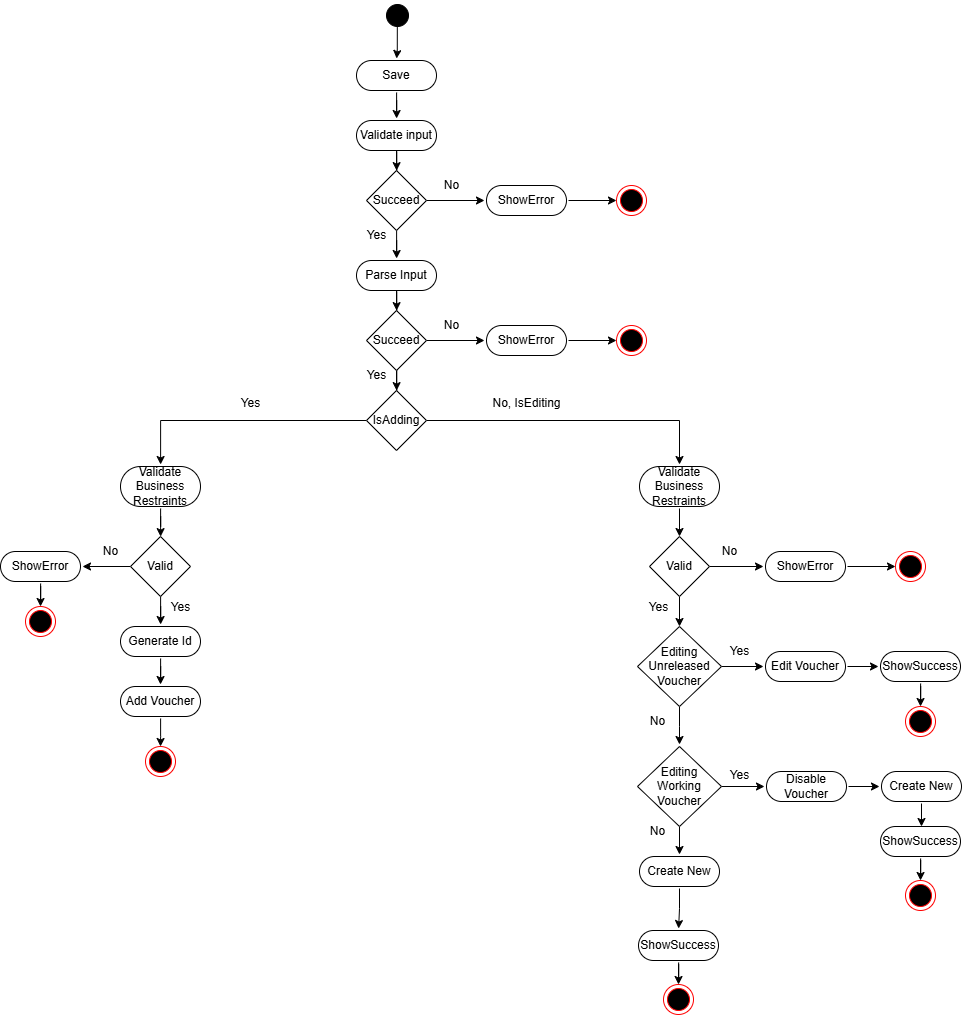 Save
Validate input
Succeed
No
ShowError
Yes
Parse Input
Succeed
No
ShowError
Yes
IsAdding
Yes
No, IsEditing
Validate
Business
Restraints
Valid
No
ShowError
Yes
Generate Id
Add Voucher
Validate
Business
Restraints
Valid
No
ShowError
Yes
Editing
Unreleased
Voucher
Yes
Edit Voucher
ShowSuccess
No
Editing
Working
Voucher
Yes
Disable
Voucher
Create New
ShowSuccess
No
Create New
ShowSuccess